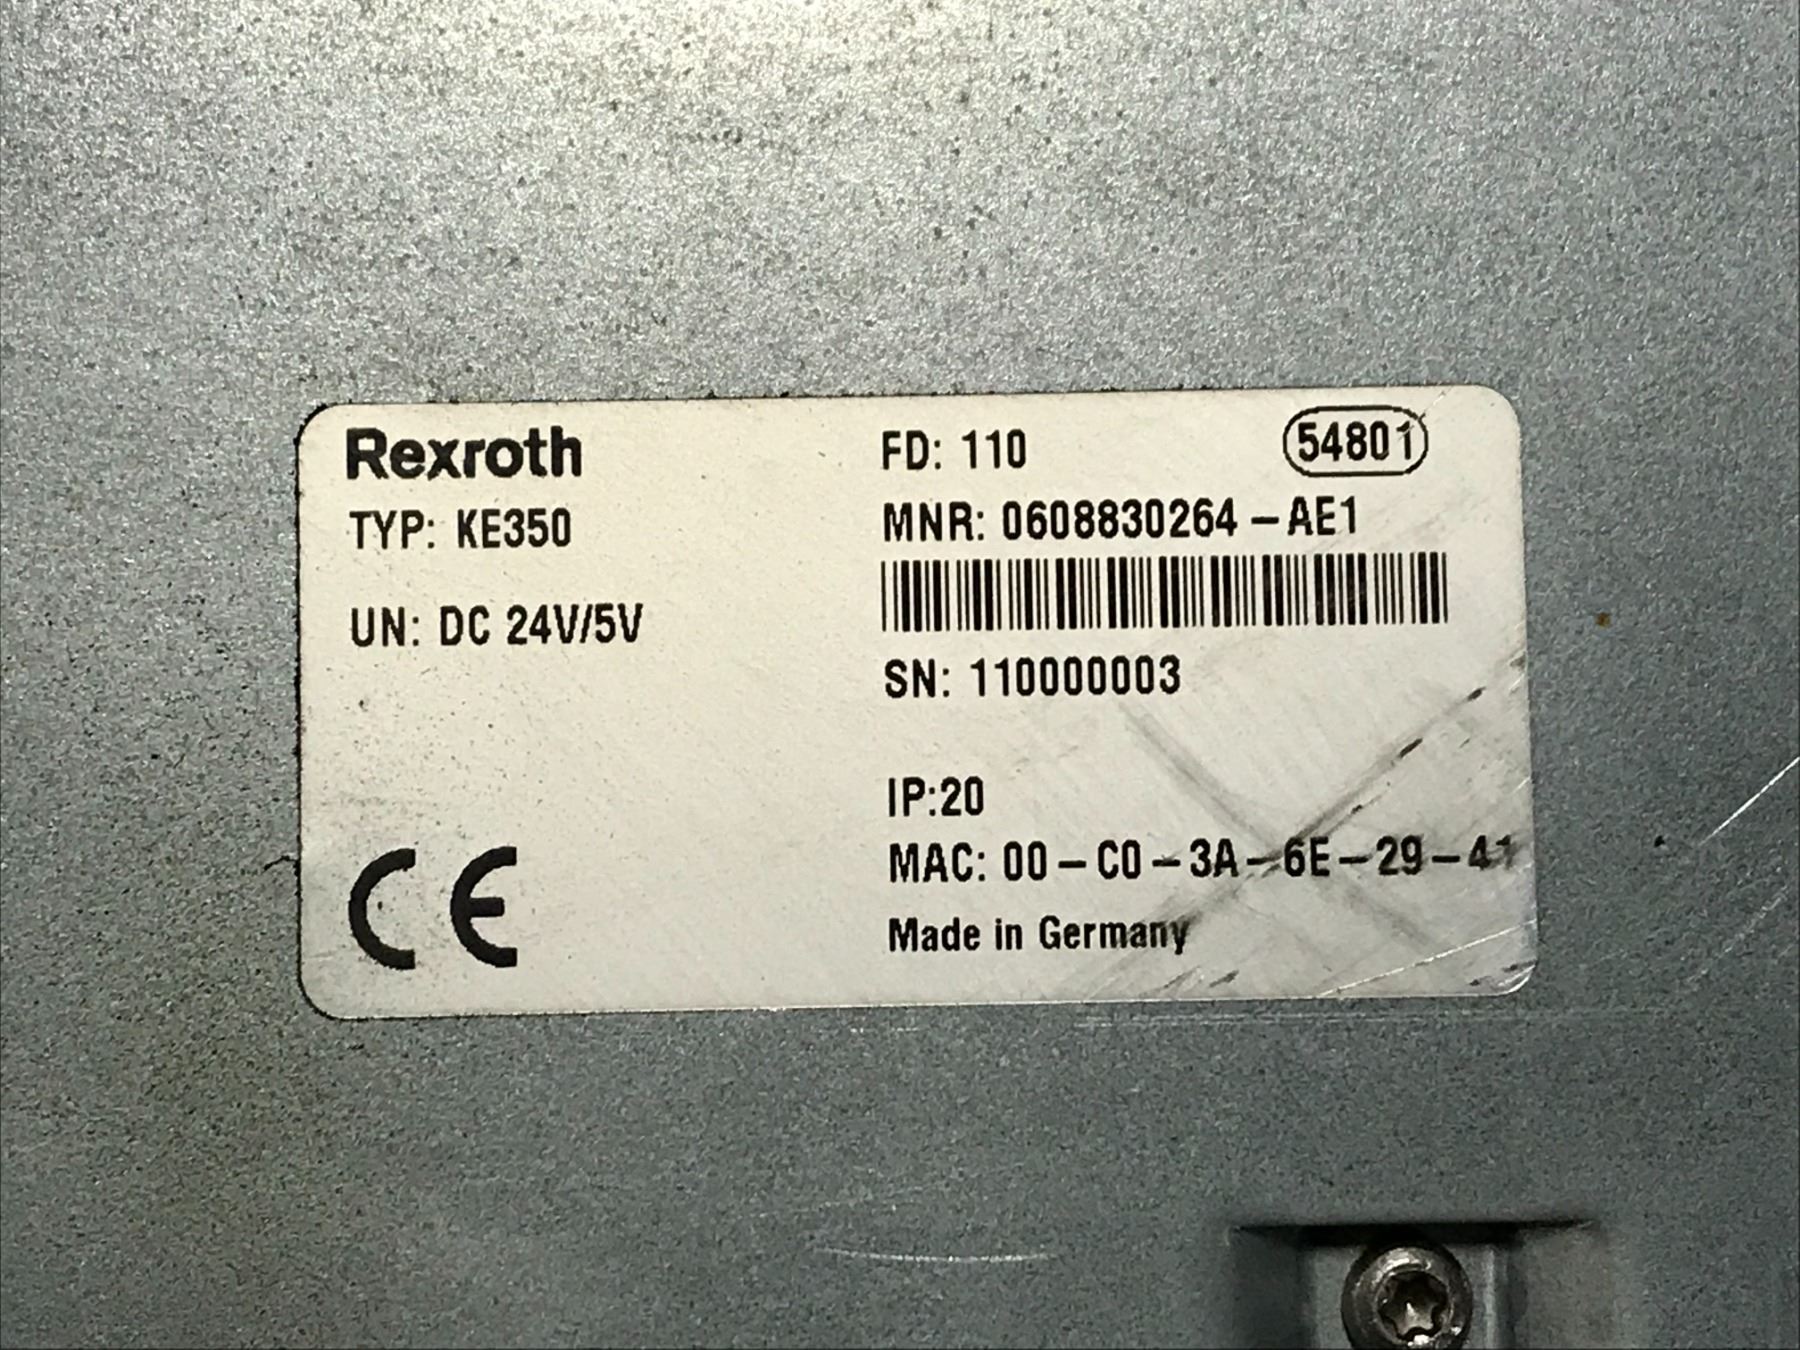 Rexroth
TYP: KE350
UN: DC 24V/5V
CE
FD: 110
54801
MNR: 0608830264-AE1
SN: 110000003
IP:20
MAC: 00-C0-3A-6E-29-41
Made in Germany